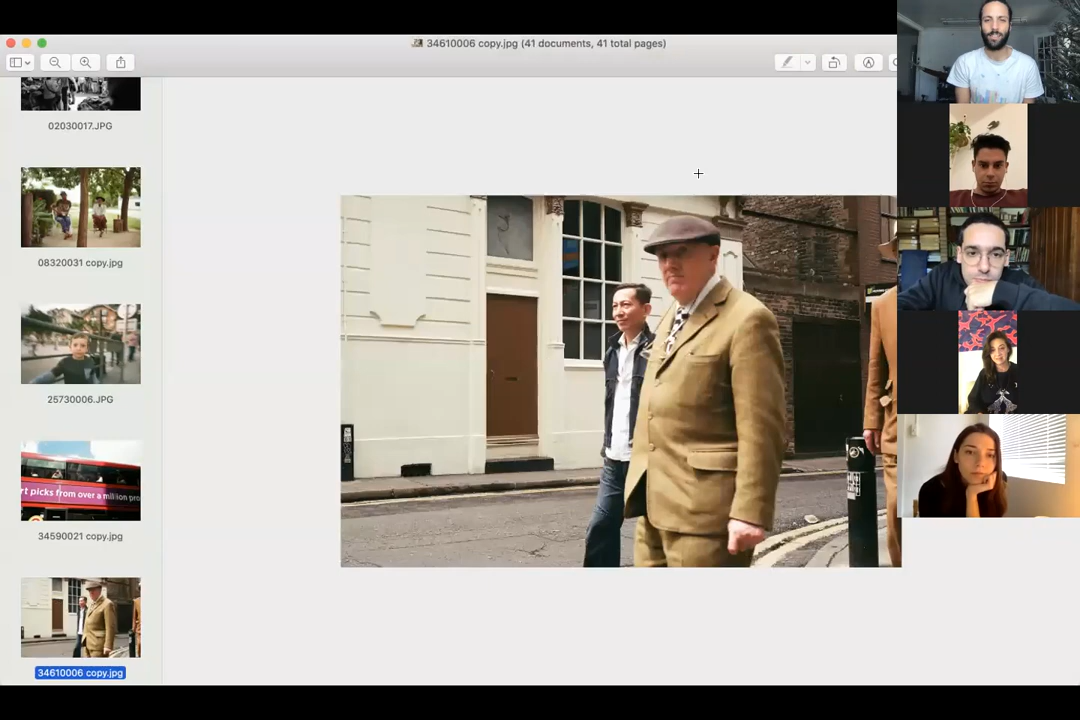 34610006 copy.jpg (41 documents, 41 total pages)
02030017.JPG
08320031 copy.jpg
25730006.JPG
rt picks from over a million pro
34590021 copy.jpg
34610006 copy.jpg